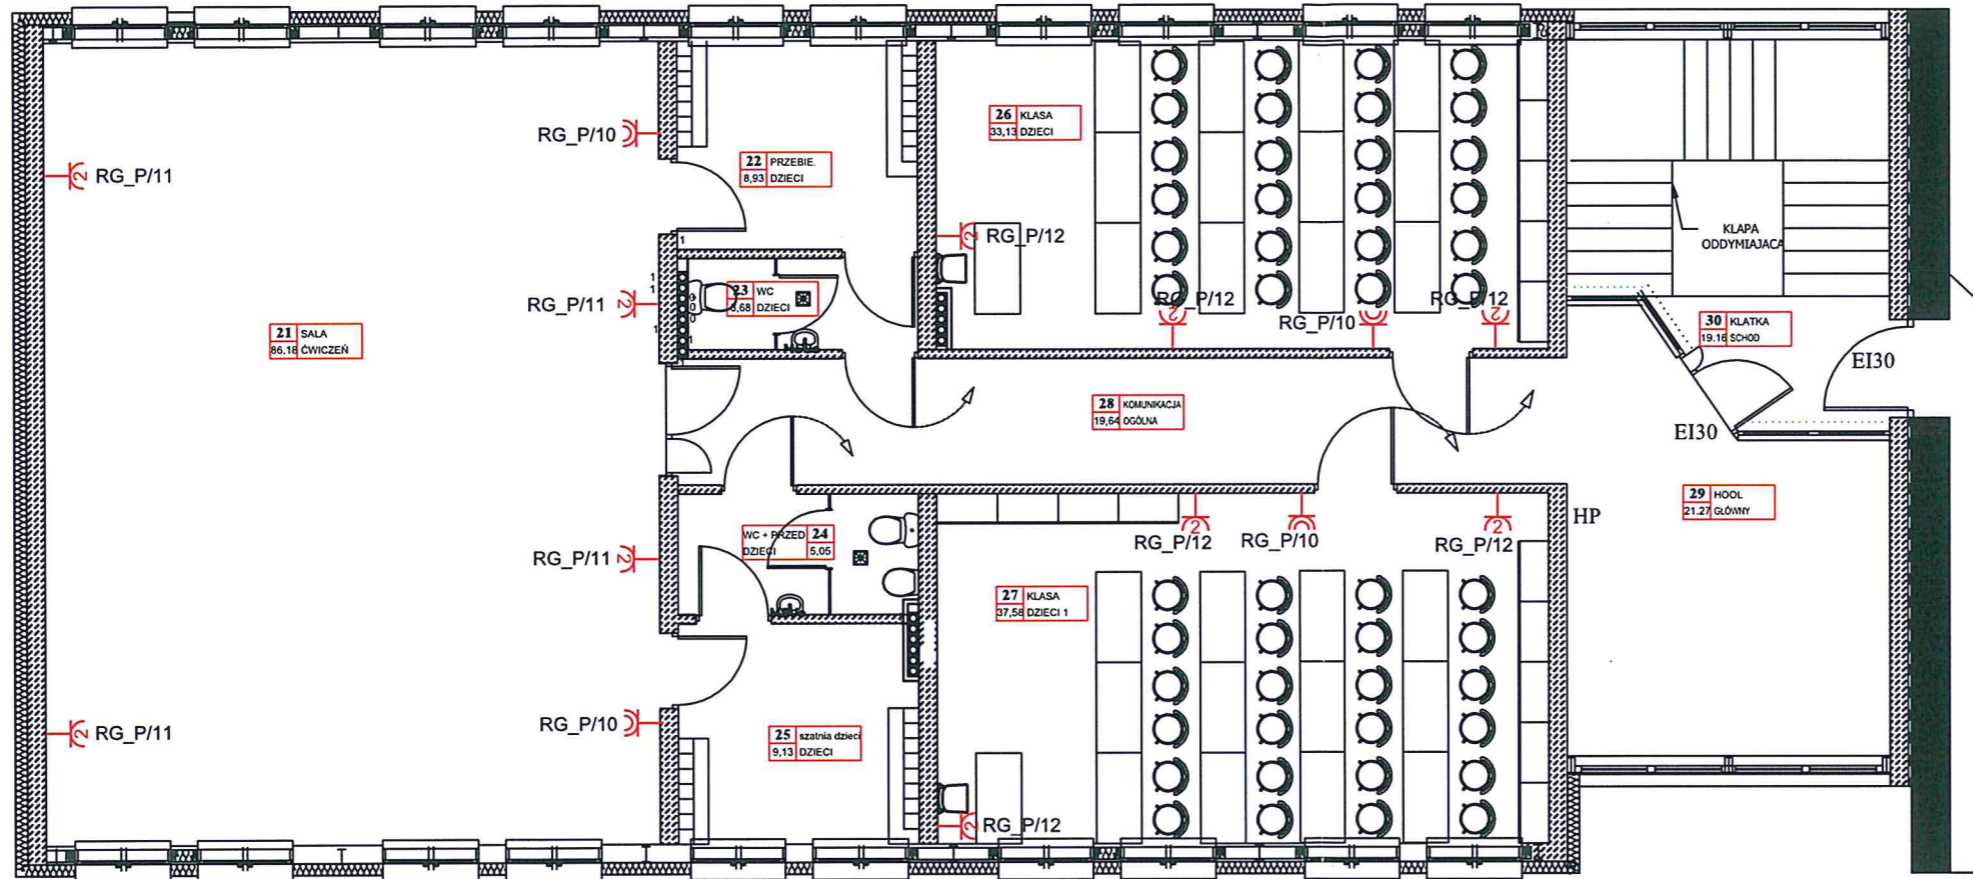 RG_P/10
RG_P/11
22 PRZEBIE.
8,93 DZIECI
26 KLASA
33,13 DZIECI
RG_P/12
KLAPA
ODDYMIAJACA
RG_P/11
23 WC
DZIECI
RG_P/12
RG_P/10
RG_P/12
21 SALA
86.18 ĆWICZEŃ
30 KLATKA
19.16 SCHOD
EI30
EI30
28 KOMUNIKACJA
19,64 OGÓLNA
29 HOOL
21.27 GŁÓWNY
HP
RG_P/11
WC + PRZED 24
DZIECI 5,05
RG_P/12
RG_P/10
RG_P/12
27 KLASA
37,58 DZIECI 1
RG_P/11
RG_P/10
25 szatnia dzieci
9,13 DZIECI
RG_P/12